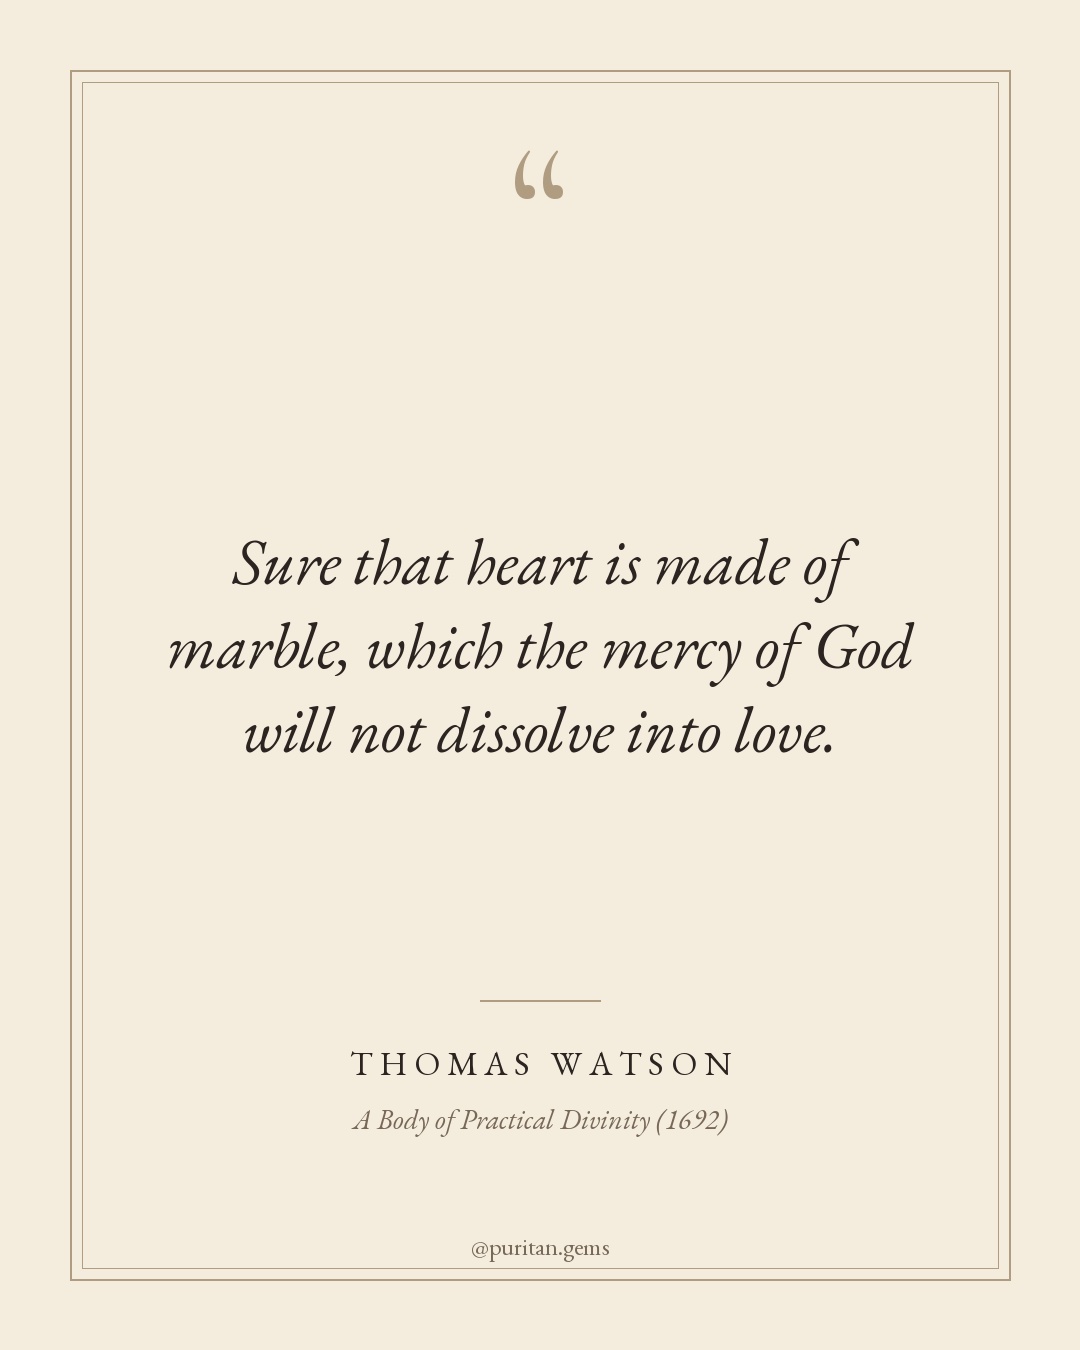 “
Sure that heart is made of
marble, which the mercy of God
will not dissolve into love.
THOMAS WATSON
A Body of Practical Divinity (1692)
@puritan.gems